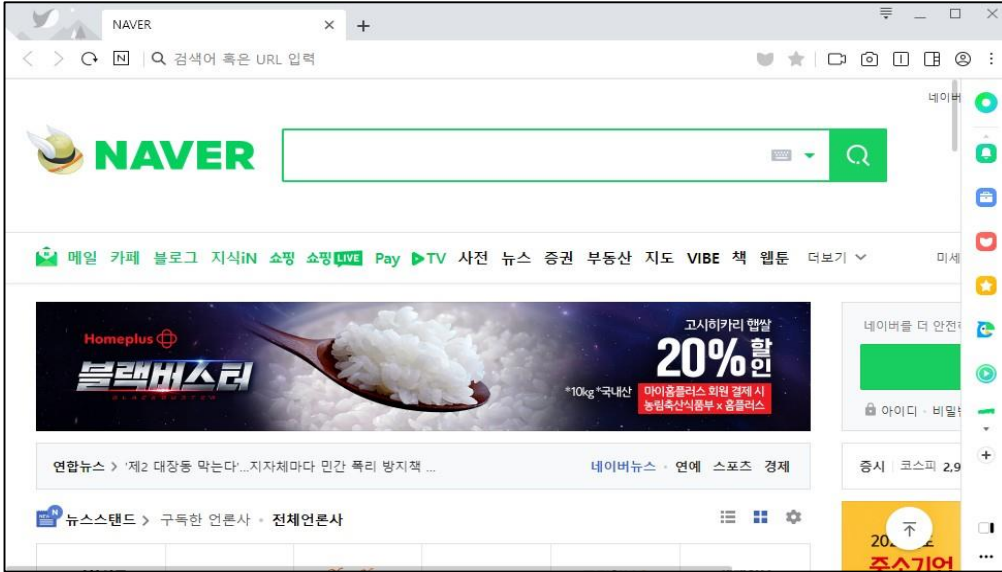 NAVER
검색어 혹은 URL 입력
네이버
NAVER
메일 카페 블로그 지식iN 쇼핑 쇼핑LIVE Pay TV 사전 뉴스 증권 부동산 지도 VIBE 책 웹툰 더보기
미세
Homeplus
블랙버스터
고시히카리 햅쌀
20% 할인
*10kg *국내산
마이홈플러스 회원 결제 시
농림축산식품부 x 홈플러스
네이버를 더 안전
아이디 · 비밀
연합뉴스 > '제2 대장동 막는다'...지자체마다 민간 폭리 방지책 ...
네이버뉴스 · 연예 스포츠 경제
증시 코스피 2,9
뉴스스탠드 > 구독한 언론사 · 전체언론사
중소기업